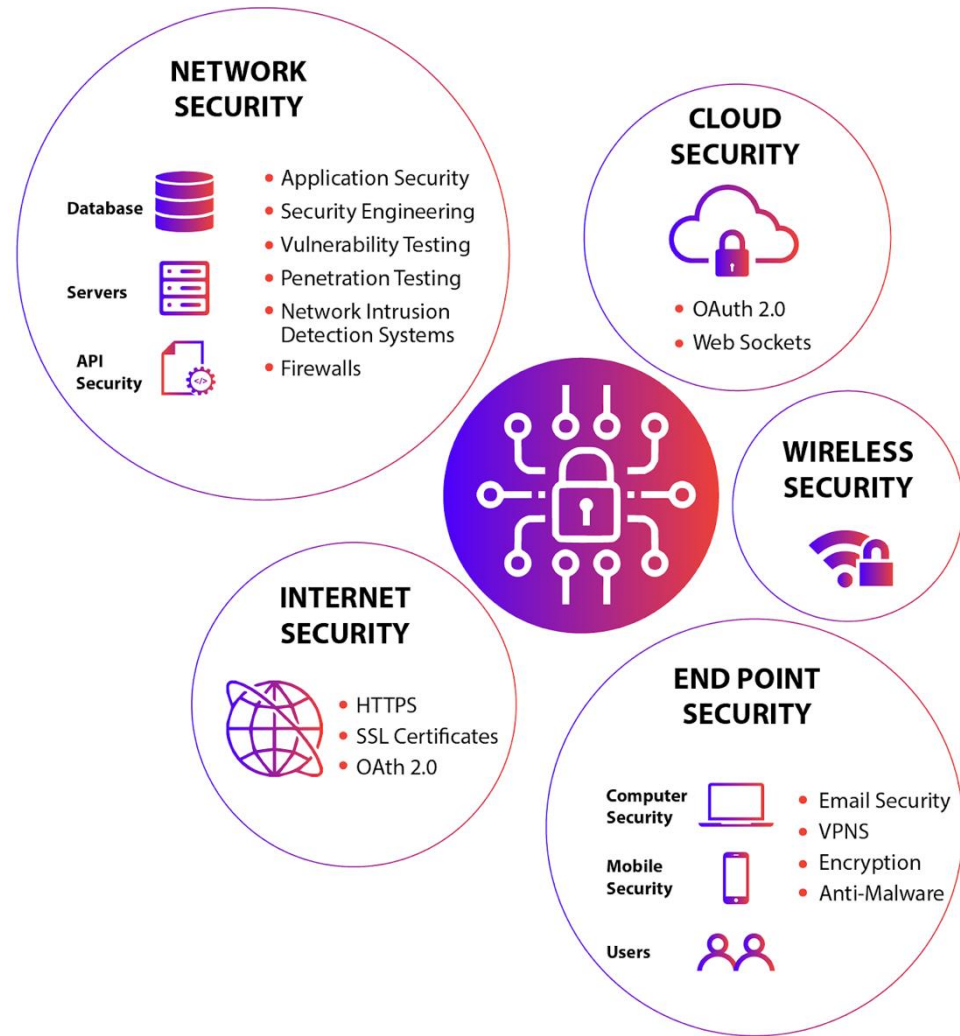 NETWORK
SECURITY
Database
Servers
API
Security
</>
• Application Security
• Security Engineering
• Vulnerability Testing
• Penetration Testing
• Network Intrusion
Detection Systems
• Firewalls
CLOUD
SECURITY
• OAuth 2.0
• Web Sockets
WIRELESS
SECURITY
INTERNET
SECURITY
• HTTPS
• SSL Certificates
• OAth 2.0
END POINT
SECURITY
Computer
Security
Mobile
Security
Users
• Email Security
• VPNS
• Encryption
• Anti-Malware